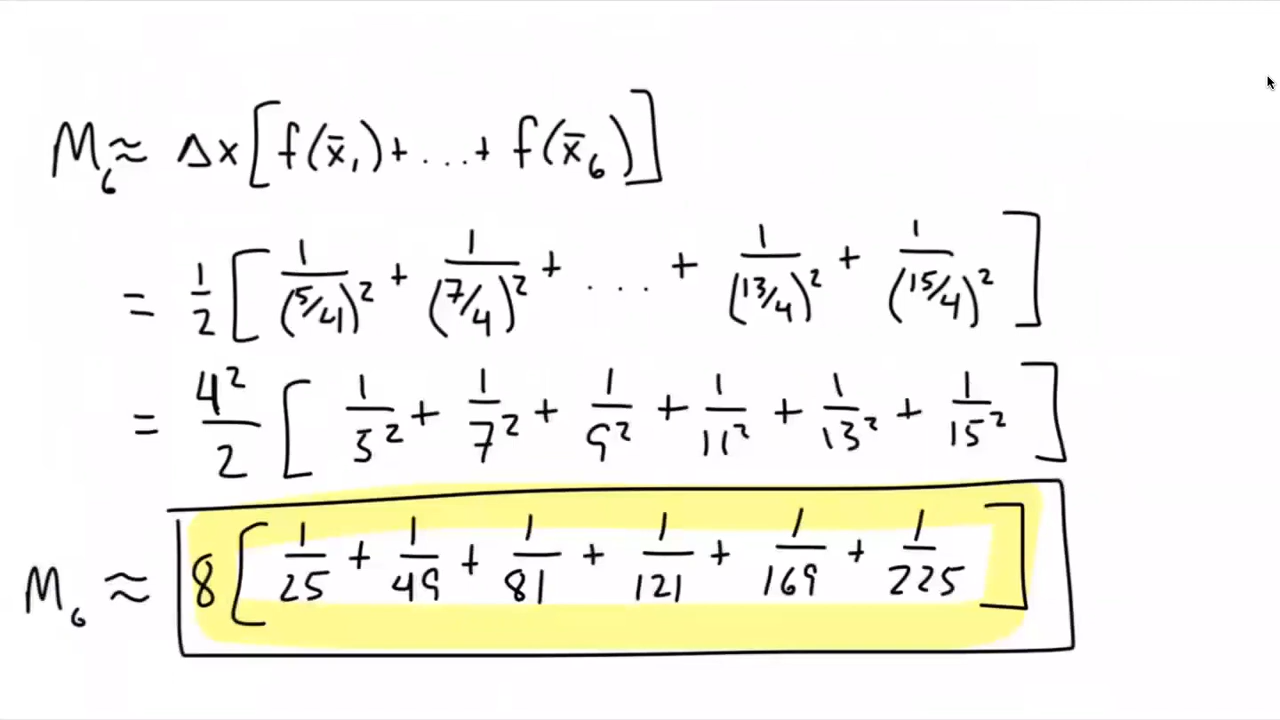 M₆ ≈ Δx[f(x̄₁) + ... + f(x̄₆)]
= 1/2 [1/(5/4)² + 1/(7/4)² + ... + 1/(13/4)² + 1/(15/4)²]
= 4²/2 [1/5² + 1/7² + 1/9² + 1/11² + 1/13² + 1/15²]
M₆ ≈ 8[1/25 + 1/49 + 1/81 + 1/121 + 1/169 + 1/225]